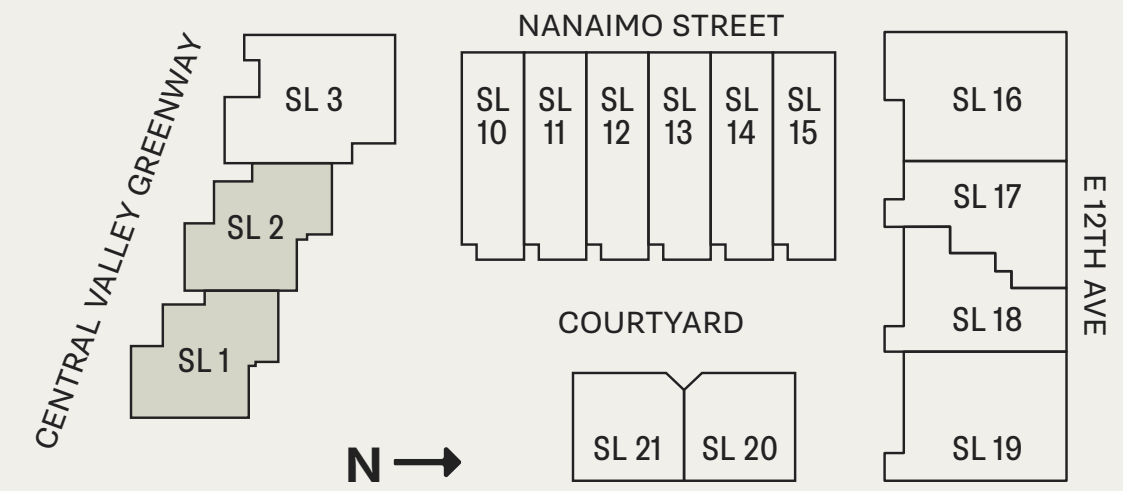 NANAIMO STREET
CENTRAL VALLEY GREENWAY
SL 3
SL 2
SL 1
SL
10
SL
11
SL
12
SL
13
SL
14
SL
15
SL 16
SL 17
SL 18
SL 19
E 12TH AVE
COURTYARD
SL 21
SL 20
N